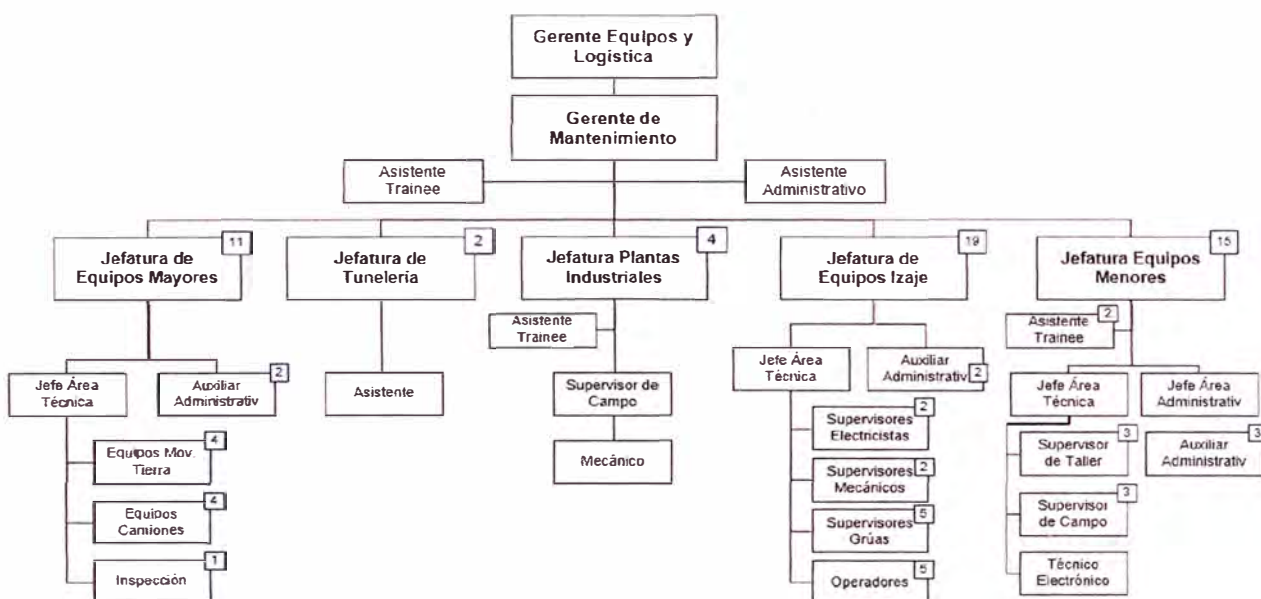 Gerente Equipos y
Logística
Gerente de
Mantenimiento
Asistente
Trainee
Asistente
Administrativo
11
Jefatura de
Equipos Mayores
2
Jefatura de
Tunelería
4
Jefatura Plantas
Industriales
19
Jefatura de
Equipos Izaje
15
Jefatura Equipos
Menores
Asistente
Trainee
2
Asistente
Trainee
Jefe Área
Técnica
2
Auxiliar
Administrativ
Asistente
Supervisor de
Campo
Jefe Área
Técnica
Auxiliar
Administrativ
2
Jefe Área
Técnica
Jefe Área
Administrativ
4
Equipos Mov.
Tierra
Mecánico
2
Supervisores
Electricistas
3
Supervisor
de Taller
3
Auxiliar
Administrativ
4
Equipos
Camiones
2
Supervisores
Mecánicos
3
Supervisor
de Campo
1
Inspección
5
Supervisores
Grúas
5
Operadores
Técnico
Electrónico